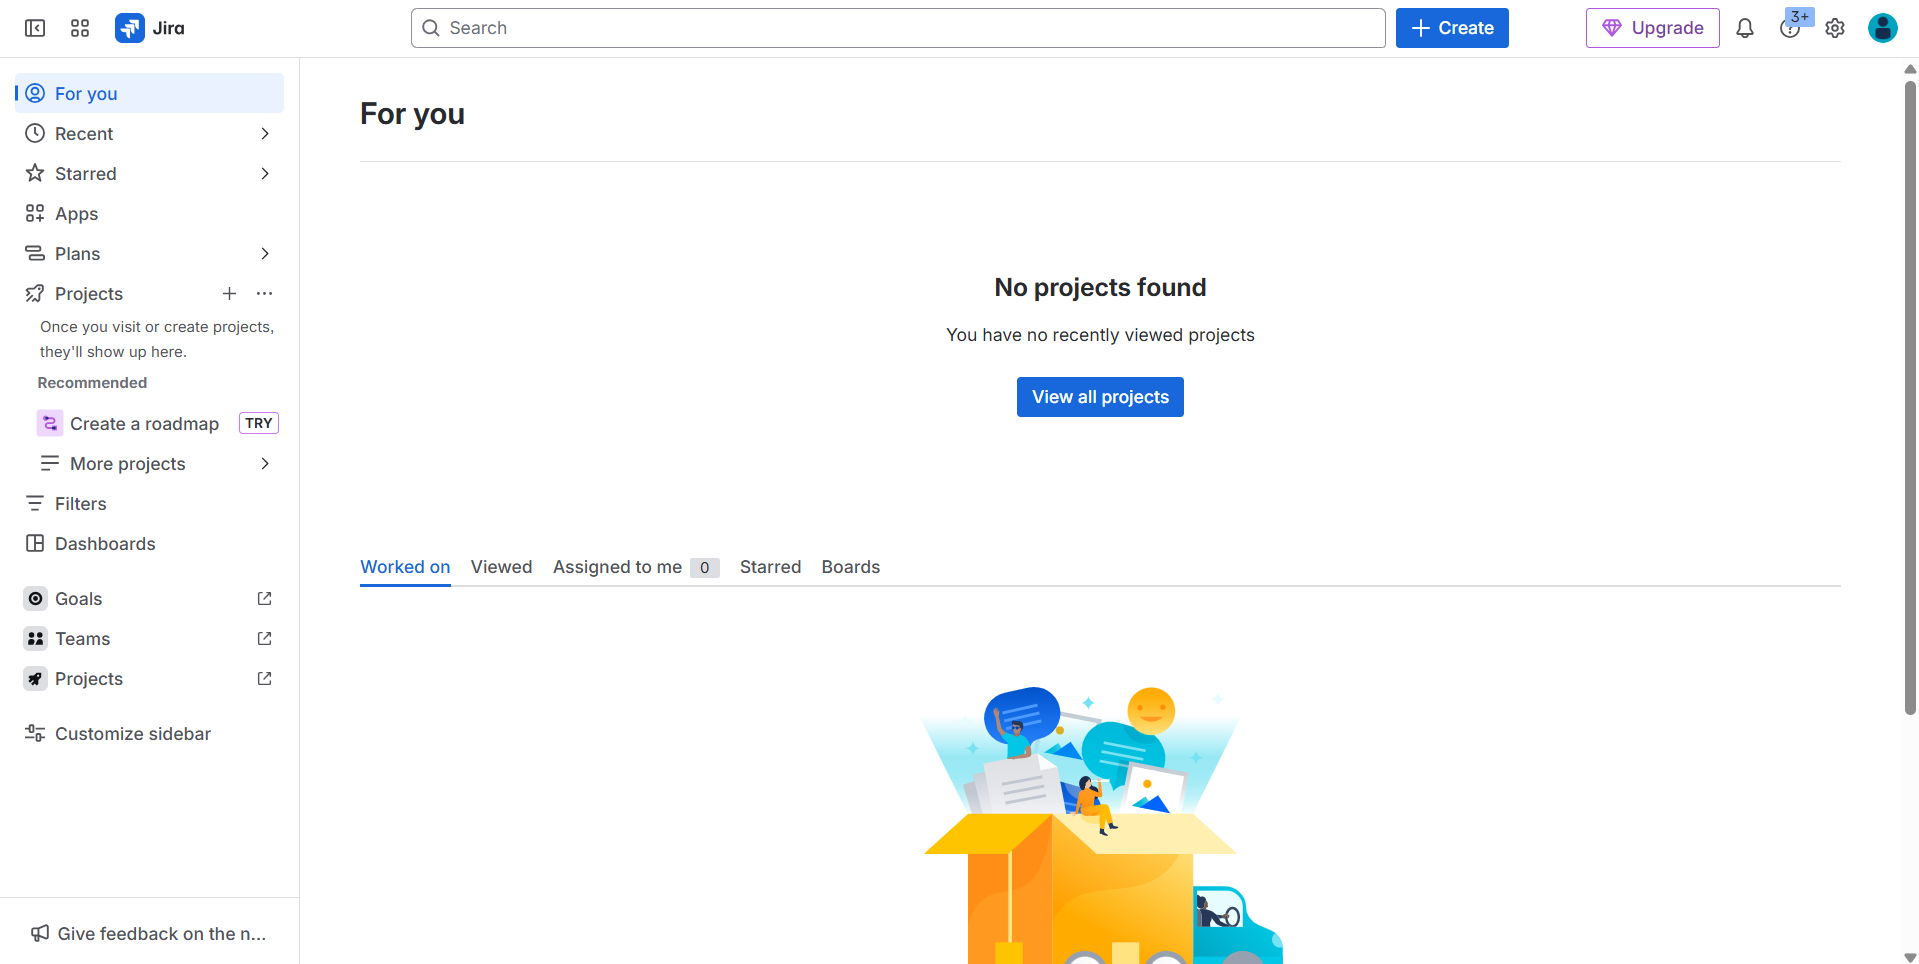 Jira
Search
Create
Upgrade
3+
For you
Recent
Starred
Apps
Plans
Projects
Once you visit or create projects,
they'll show up here.
Recommended
Create a roadmap TRY
More projects
Filters
Dashboards
Goals
Teams
Projects
Customize sidebar
Give feedback on the n...
For you
No projects found
You have no recently viewed projects
View all projects
Worked on Viewed Assigned to me 0 Starred Boards